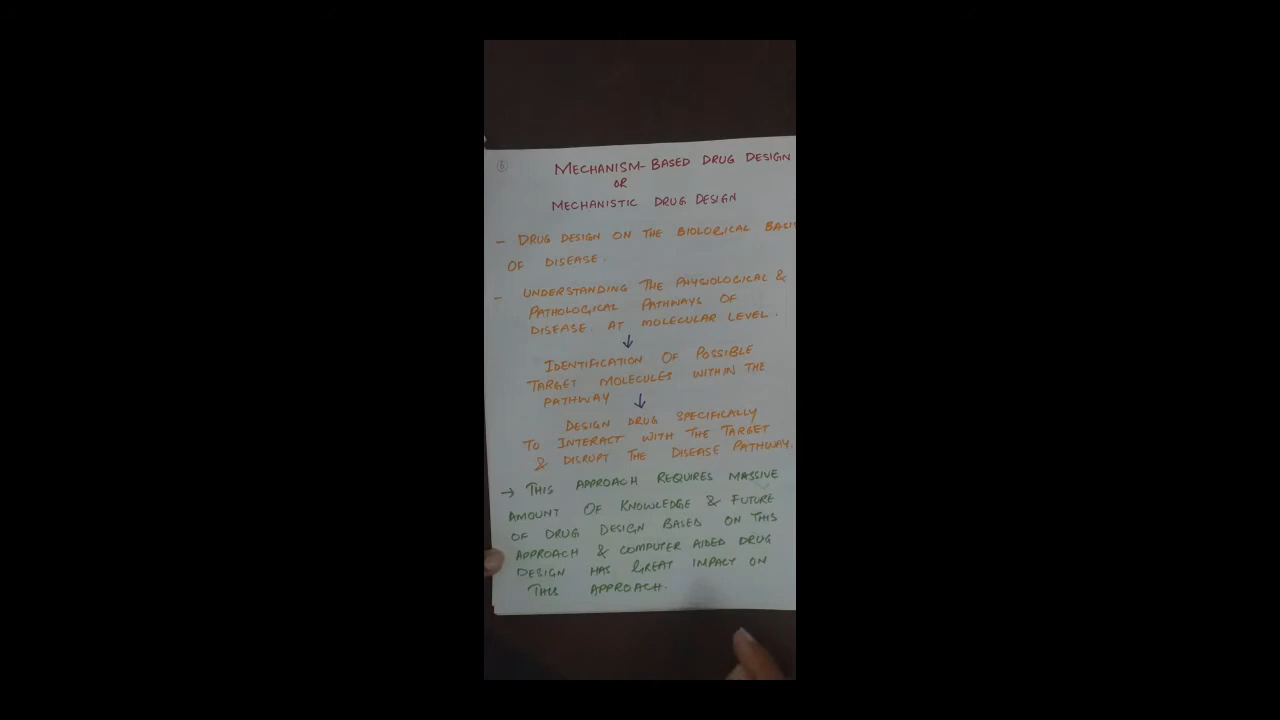 6
MECHANISM-BASED DRUG DESIGN
OR
MECHANISTIC DRUG DESIGN
- DRUG DESIGN ON THE BIOLOGICAL BASIS
OF DISEASE.
- UNDERSTANDING THE PHYSIOLOGICAL &
PATHOLOGICAL PATHWAYS OF
DISEASE. AT MOLECULAR LEVEL.
↓
IDENTIFICATION OF POSSIBLE
TARGET MOLECULES WITHIN THE
PATHWAY
↓
DESIGN DRUG SPECIFICALLY
TO INTERACT WITH THE TARGET
& DISRUPT THE DISEASE PATHWAY.
→ THIS APPROACH REQUIRES MASSIVE
AMOUNT OF KNOWLEDGE & FUTURE
OF DRUG DESIGN BASED ON THIS
APPROACH & COMPUTER AIDED DRUG
DESIGN HAS GREAT IMPACT ON
THIS APPROACH.